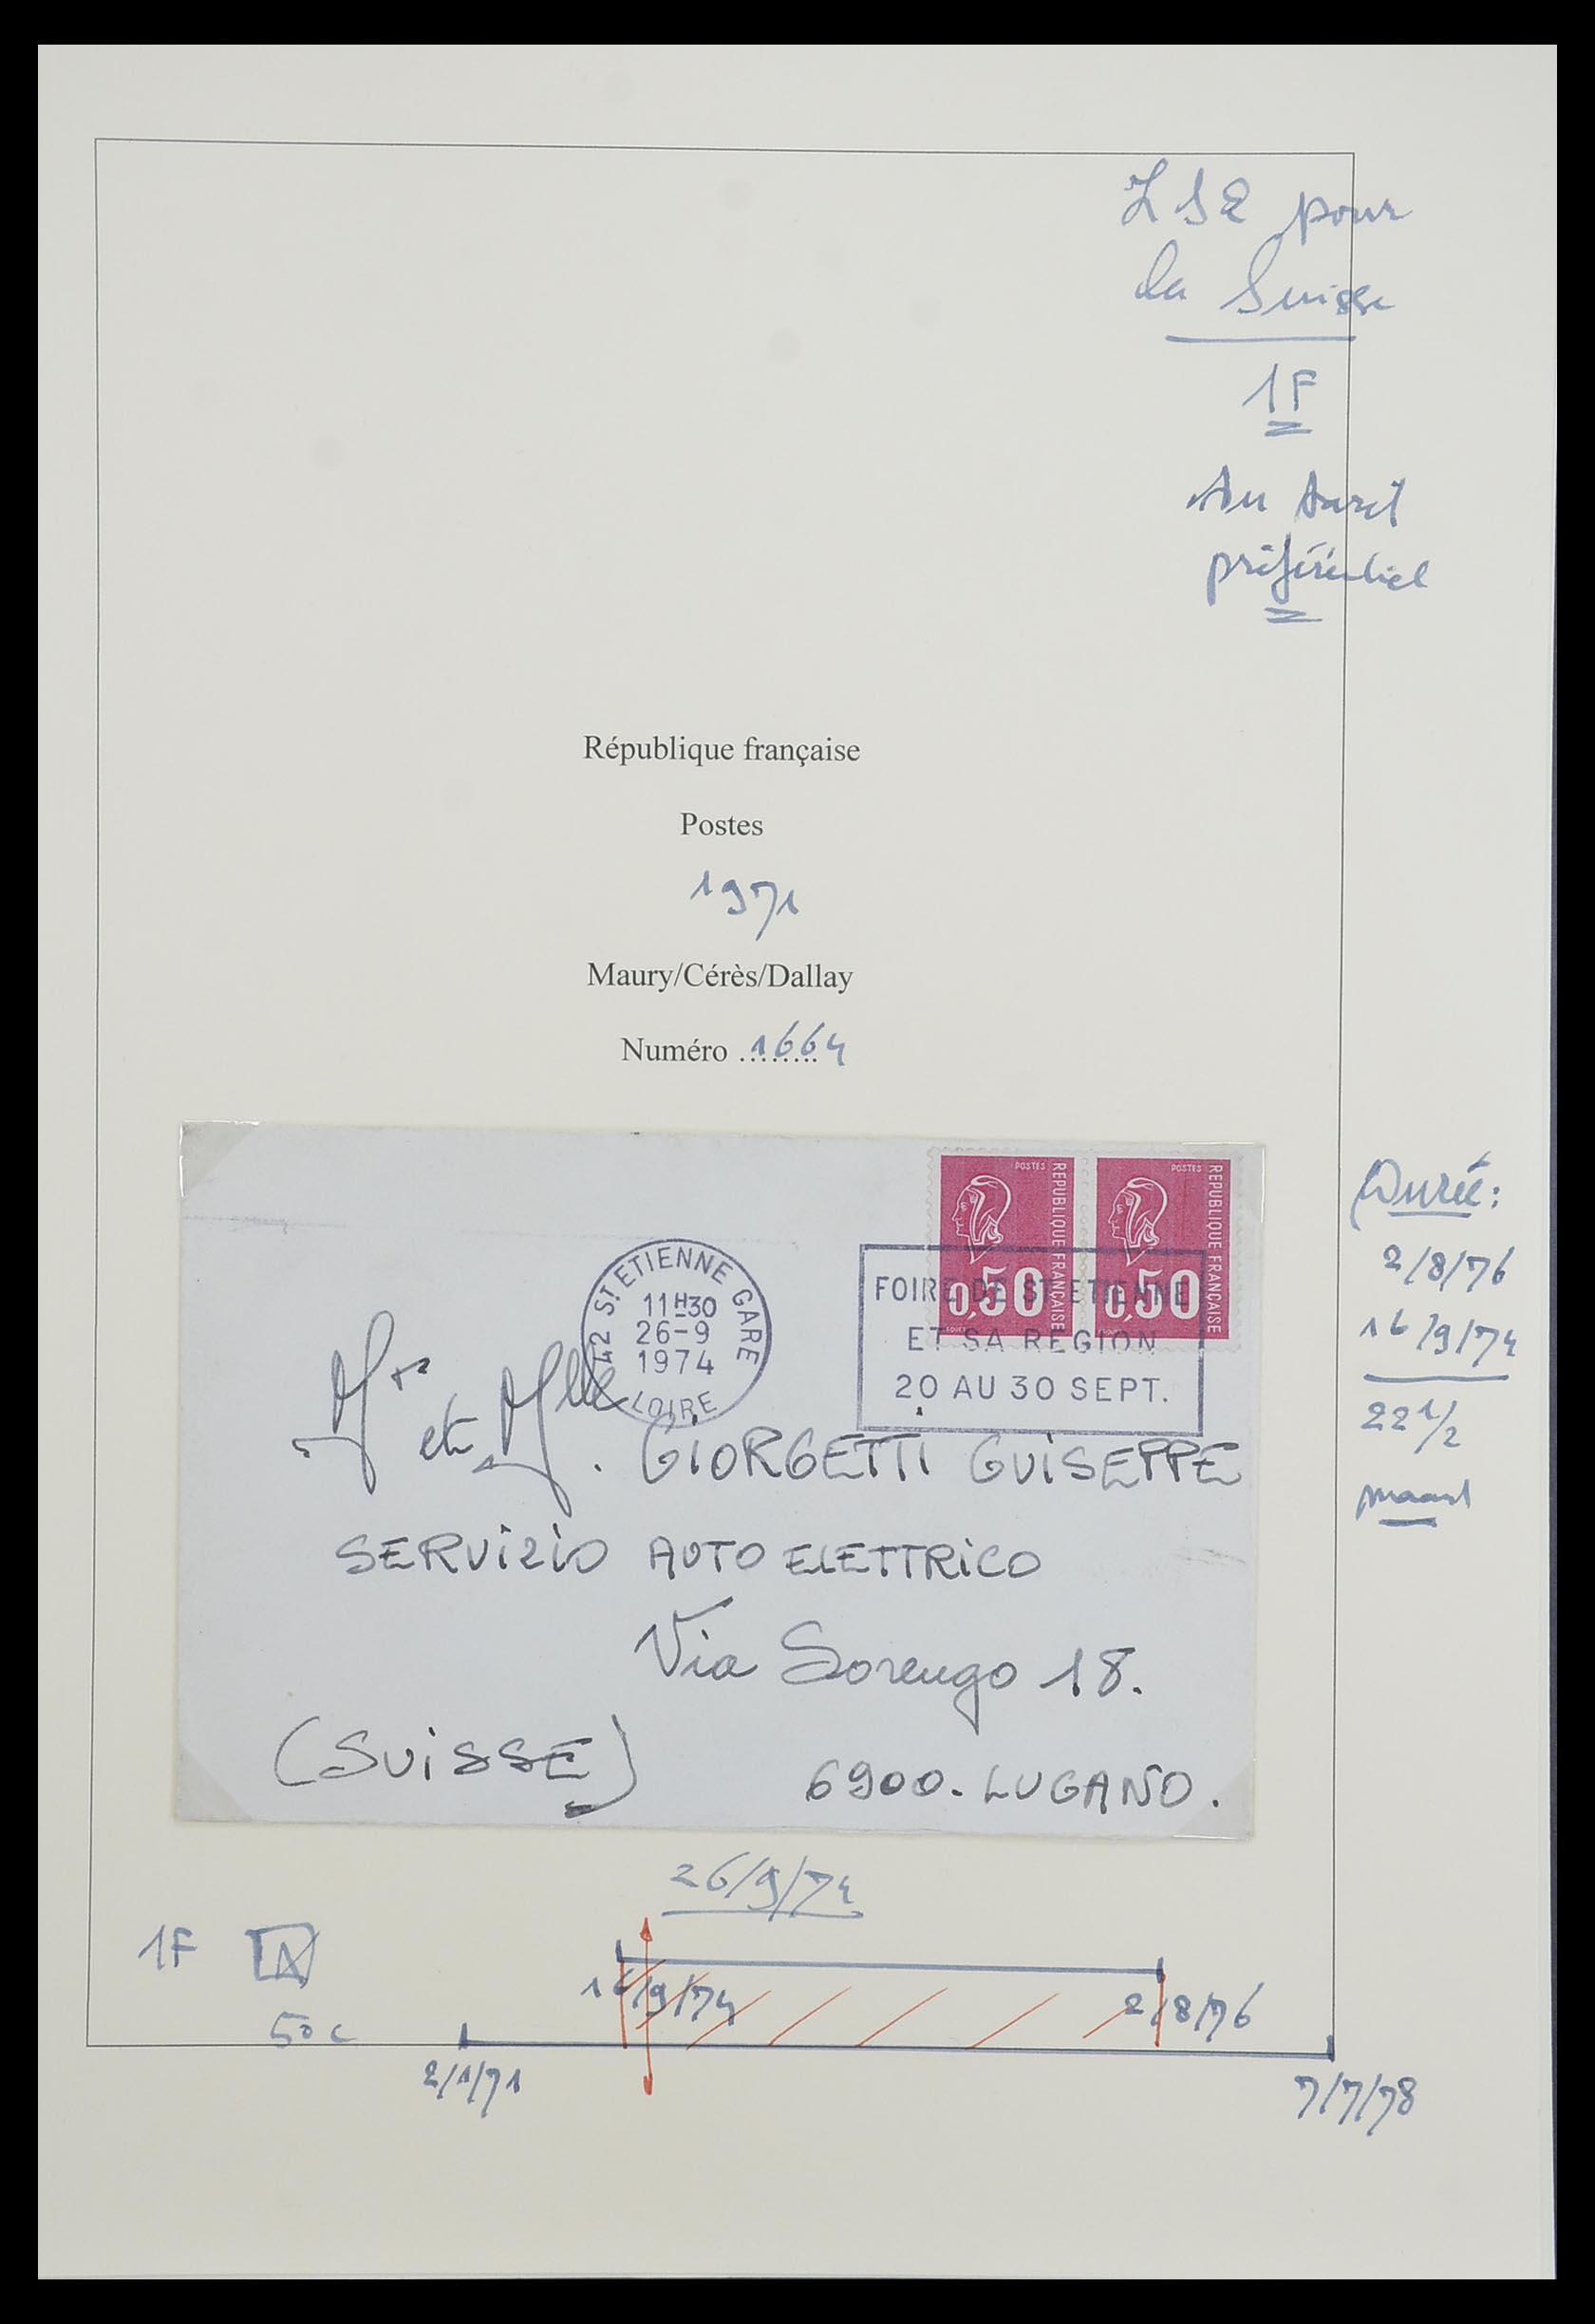 LSE pour
la Suisse
1F
Au tarif
préférentiel
République française
Postes
1971
Maury/Cérès/Dallay
Numéro ........1664
POSTES REPUBLIQUE FRANÇAISE 0,50
POSTES REPUBLIQUE FRANÇAISE 0,50
42 ST ETIENNE GARE
11H30
26-9
1974
LOIRE
FOIRE DE ST ETIENNE
ET SA REGION
20 AU 30 SEPT.
Mr et Mlle. GIORGETTI GUISEPPE
SERVIZIO AUTO ELETTRICO
Via Sorengo 18.
(SUISSE)
6900. LUGANO.
Durée:
2/8/76
16/9/74
22 1/2
maand
26/9/74
1F N
16/9/74
2/8/76
50c
2/1/71
7/7/78